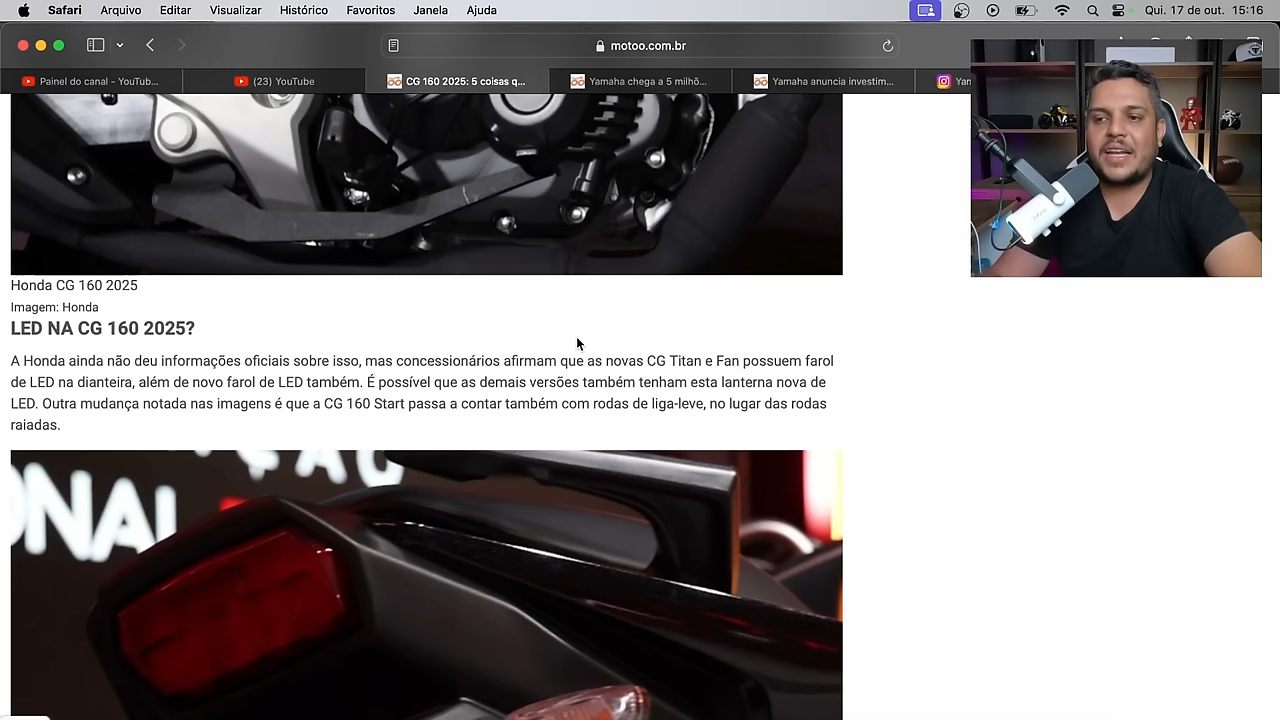 Safari Arquivo Editar Visualizar Histórico Favoritos Janela Ajuda Qui. 17 de out. 15:16
motoo.com.br
Painel do canal - YouTub... (23) YouTube CG 160 2025: 5 coisas q... Yamaha chega a 5 milhõ... Yamaha anuncia investim... Yan
Honda CG 160 2025
Imagem: Honda
LED NA CG 160 2025?
A Honda ainda não deu informações oficiais sobre isso, mas concessionários afirmam que as novas CG Titan e Fan possuem farol
de LED na dianteira, além de novo farol de LED também. É possível que as demais versões também tenham esta lanterna nova de
LED. Outra mudança notada nas imagens é que a CG 160 Start passa a contar também com rodas de liga-leve, no lugar das rodas
raiadas.
ONAL